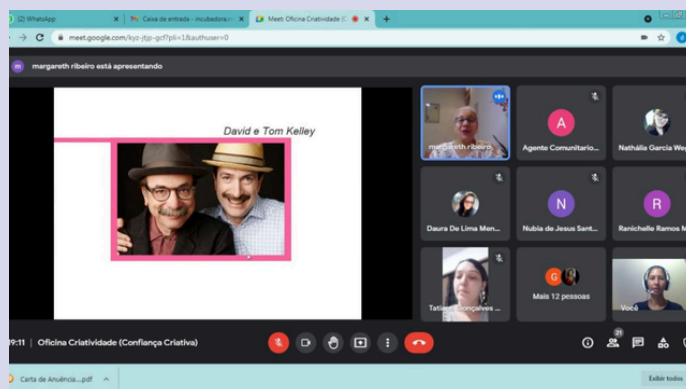 (2) WhatsApp
Caixa de entrada - incubadora.n
Meet: Oficina Criatividade (C
meet.google.com/kyz-jtjp-gcf?pli=1&authuser=0
m
margareth ribeiro está apresentando
David e Tom Kelley
margareth ribeiro
A
Agente Comunitario...
Nathália Garcia Weg
Daura De Lima Men...
N
Nubia de Jesus Sant...
R
Ranichelle Ramos M
Tatiane Gonçalves ...
G
Mais 12 pessoas
Você
19:11 | Oficina Criatividade (Confiança Criativa)
21
Carta de Anuência....pdf
Exibir todos